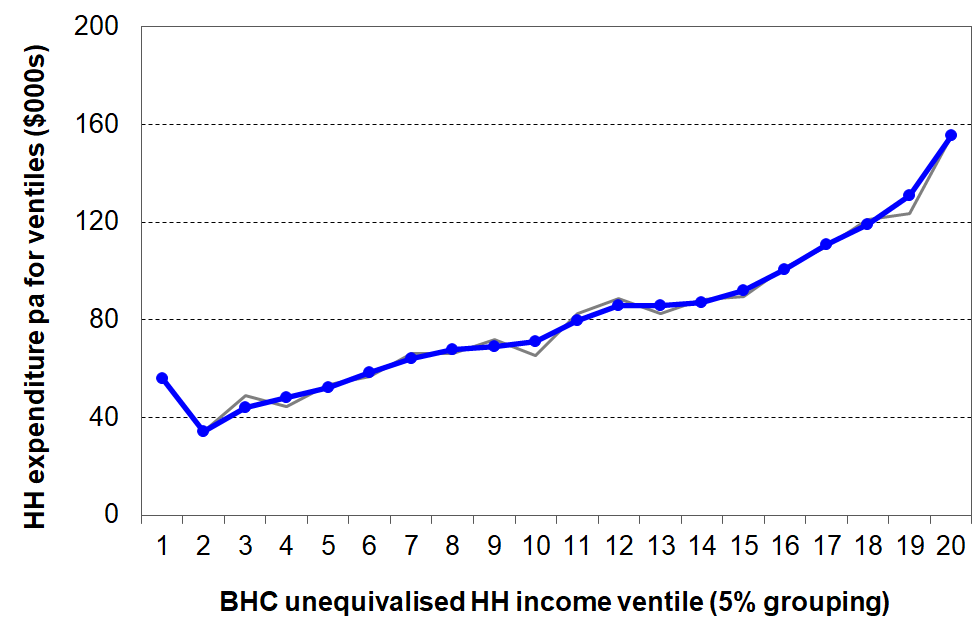 HH expenditure pa for ventiles ($000s)
200
160
120
80
40
0
1 2 3 4 5 6 7 8 9 10 11 12 13 14 15 16 17 18 19 20
BHC unequivalised HH income ventile (5% grouping)